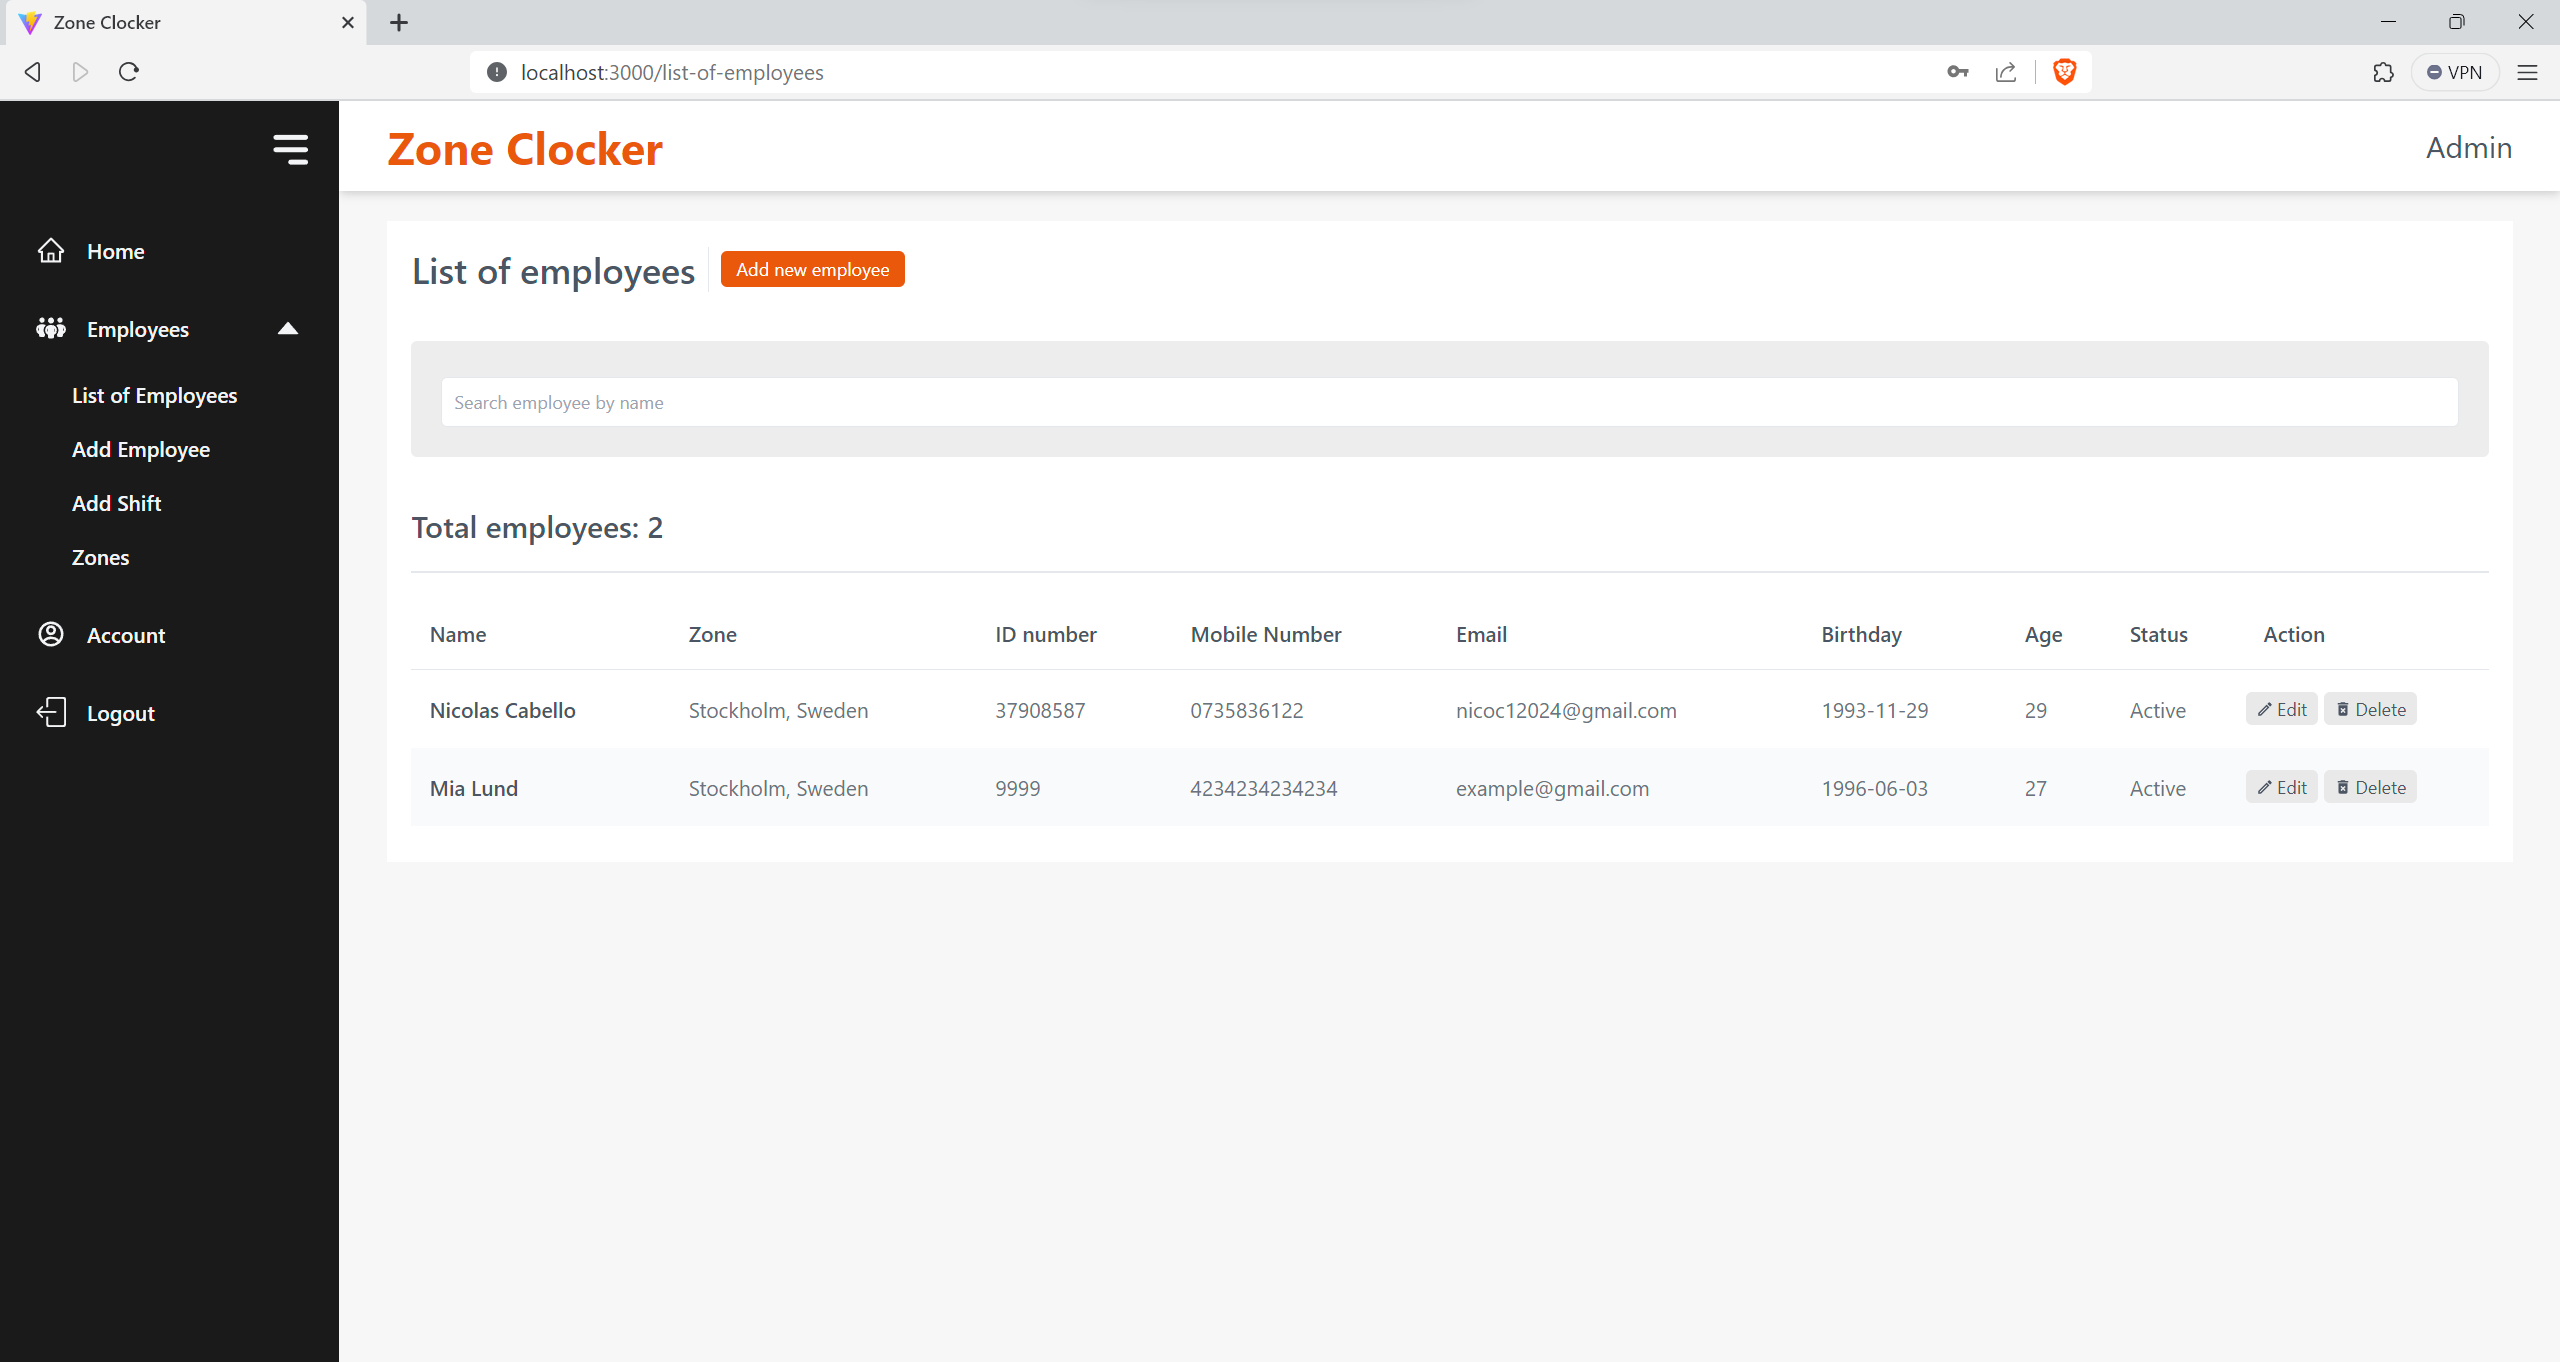 Zone Clocker
localhost:3000/list-of-employees
VPN
Zone Clocker
Admin
Home
Employees
List of Employees
Add Employee
Add Shift
Zones
Account
Logout
List of employees
Add new employee
Search employee by name
Total employees: 2
Name Zone ID number Mobile Number Email Birthday Age Status Action
Nicolas Cabello Stockholm, Sweden 37908587 0735836122 nicoc12024@gmail.com 1993-11-29 29 Active Edit Delete
Mia Lund Stockholm, Sweden 9999 4234234234234 example@gmail.com 1996-06-03 27 Active Edit Delete